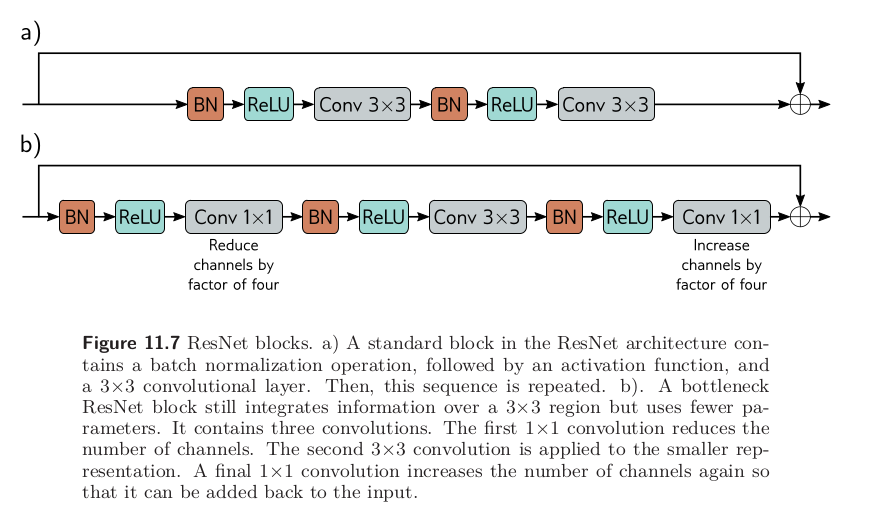 a)
BN ReLU Conv 3×3 BN ReLU Conv 3×3
b)
BN ReLU Conv 1×1 BN ReLU Conv 3×3 BN ReLU Conv 1×1
Reduce
channels by
factor of four
Increase
channels by
factor of four
Figure 11.7 ResNet blocks. a) A standard block in the ResNet architecture con-
tains a batch normalization operation, followed by an activation function, and
a 3×3 convolutional layer. Then, this sequence is repeated. b). A bottleneck
ResNet block still integrates information over a 3×3 region but uses fewer pa-
rameters. It contains three convolutions. The first 1×1 convolution reduces the
number of channels. The second 3×3 convolution is applied to the smaller rep-
resentation. A final 1×1 convolution increases the number of channels again so
that it can be added back to the input.